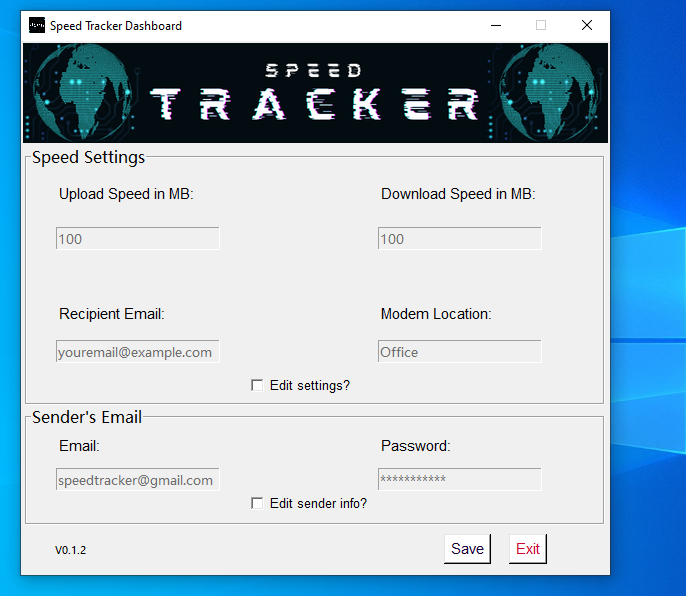 Speed Tracker Dashboard
SPEED
TRACKER
Speed Settings
Upload Speed in MB:
Download Speed in MB:
100
100
Recipient Email:
Modem Location:
youremail@example.com
Office
Edit settings?
Sender's Email
Email:
Password:
speedtracker@gmail.com
***********
Edit sender info?
V0.1.2
Save
Exit